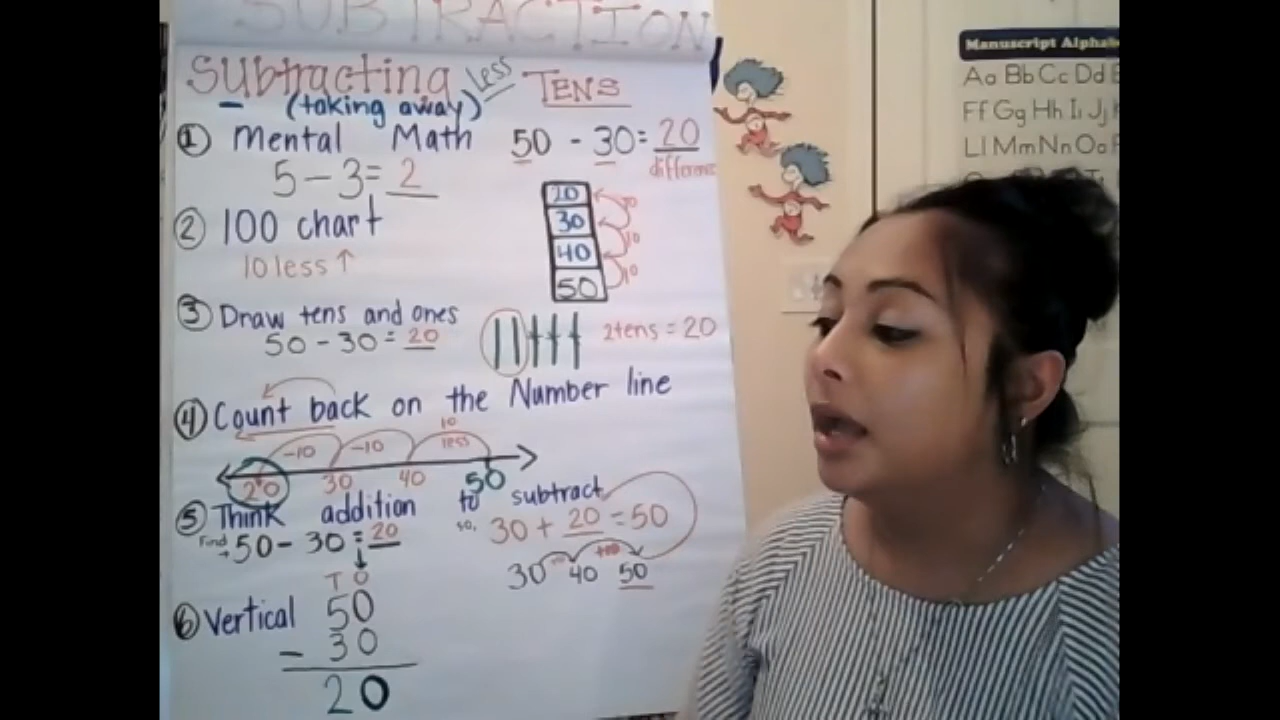 SUBTRACTION
Subtracting less TENS
- (taking away)
① Mental Math 50 - 30 = 20
difference
5 - 3 = 2
② 100 chart
10 less ↑
20
30
40
50
10
10
10
③ Draw tens and ones
50 - 30 = 20
2 tens = 20
④ Count back on the Number line
-10 -10 10 less
20 30 40 50
⑤ Think addition to subtract
Find 50 - 30 = 20
so, 30 + 20 = 50
30 40 50
T O
⑥ Vertical 50
- 30
20
Manuscript Alphab
Aa Bb Cc Dd E
Ff Gg Hh Ii Jj K
Ll Mm Nn Oo P